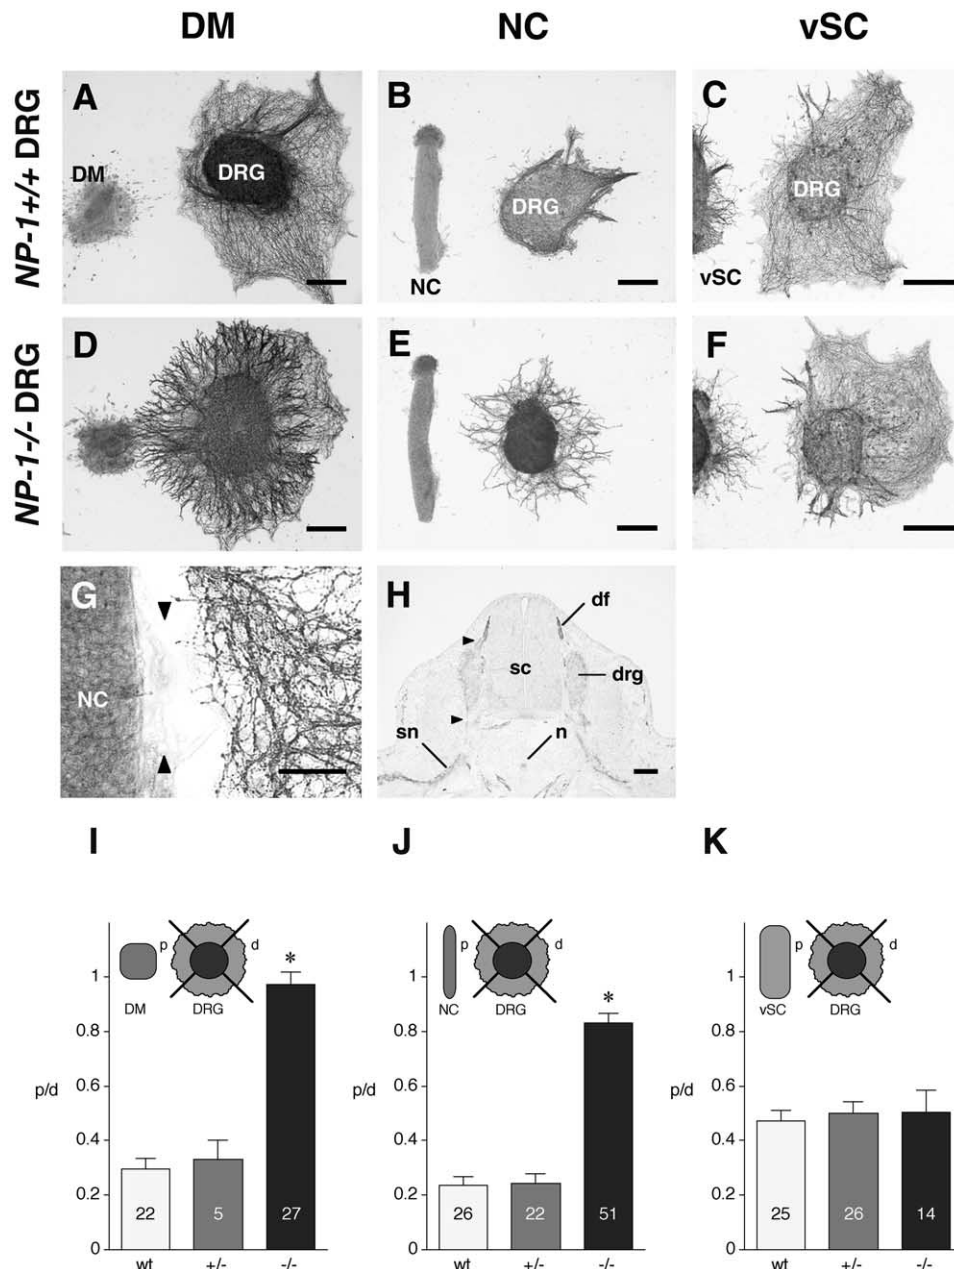 DM NC vSC
NP-1+/+ DRG
A
DM
DRG
B
DRG
NC
C
DRG
vSC
NP-1-/- DRG
D
E
F
G
NC
H
df
sc
drg
sn
n
I
J
K
p
d
*
DM
DRG
p/d
1
0.8
0.6
0.4
0.2
0
22
5
27
wt
+/-
-/-
p
d
*
NC
DRG
p/d
1
0.8
0.6
0.4
0.2
0
26
22
51
wt
+/-
-/-
p
d
vSC
DRG
p/d
1
0.8
0.6
0.4
0.2
0
25
26
14
wt
+/-
-/-